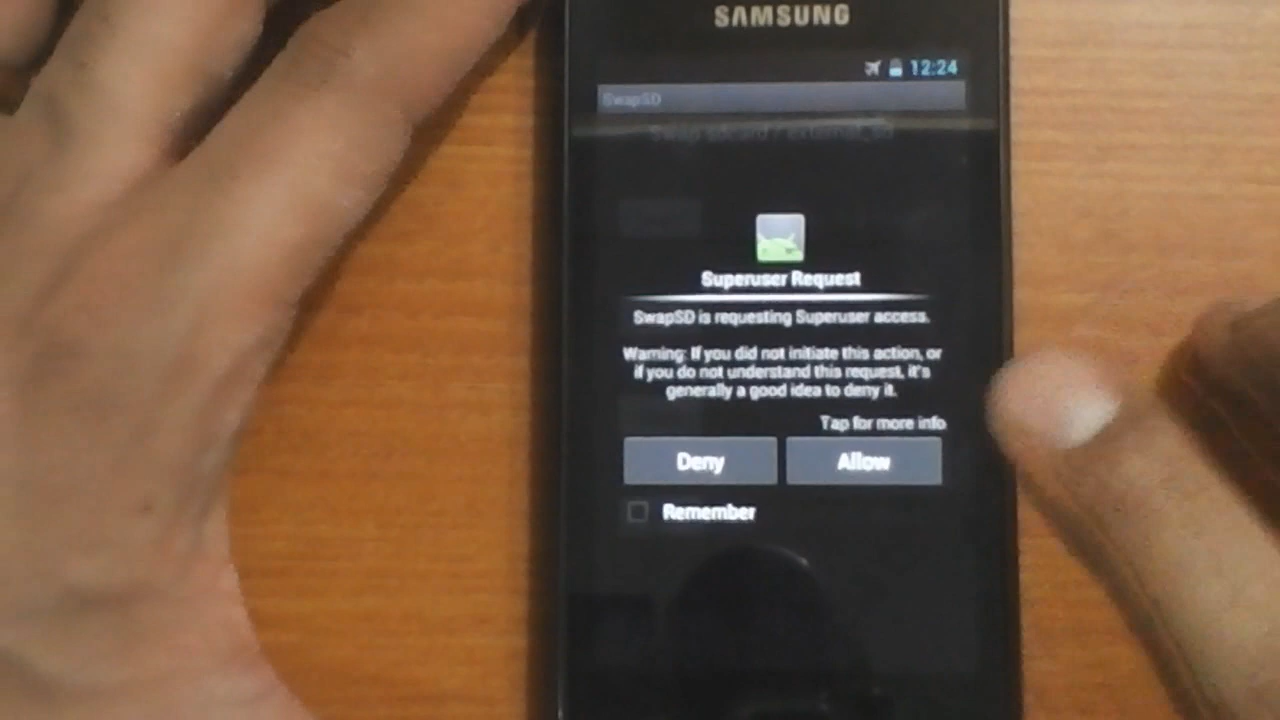 SAMSUNG
12:24
SwapSD
Superuser Request
SwapSD is requesting Superuser access.
Warning: If you did not initiate this action, or
if you do not understand this request, it's
generally a good idea to deny it.
Tap for more info
Deny Allow
Remember